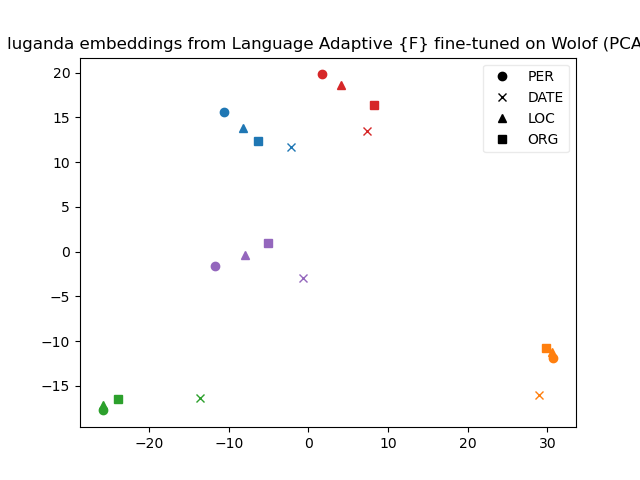 luganda embeddings from Language Adaptive {F} fine-tuned on Wolof (PCA
PER
DATE
LOC
ORG
20
15
10
5
0
−5
−10
−15
−20
−10
0
10
20
30